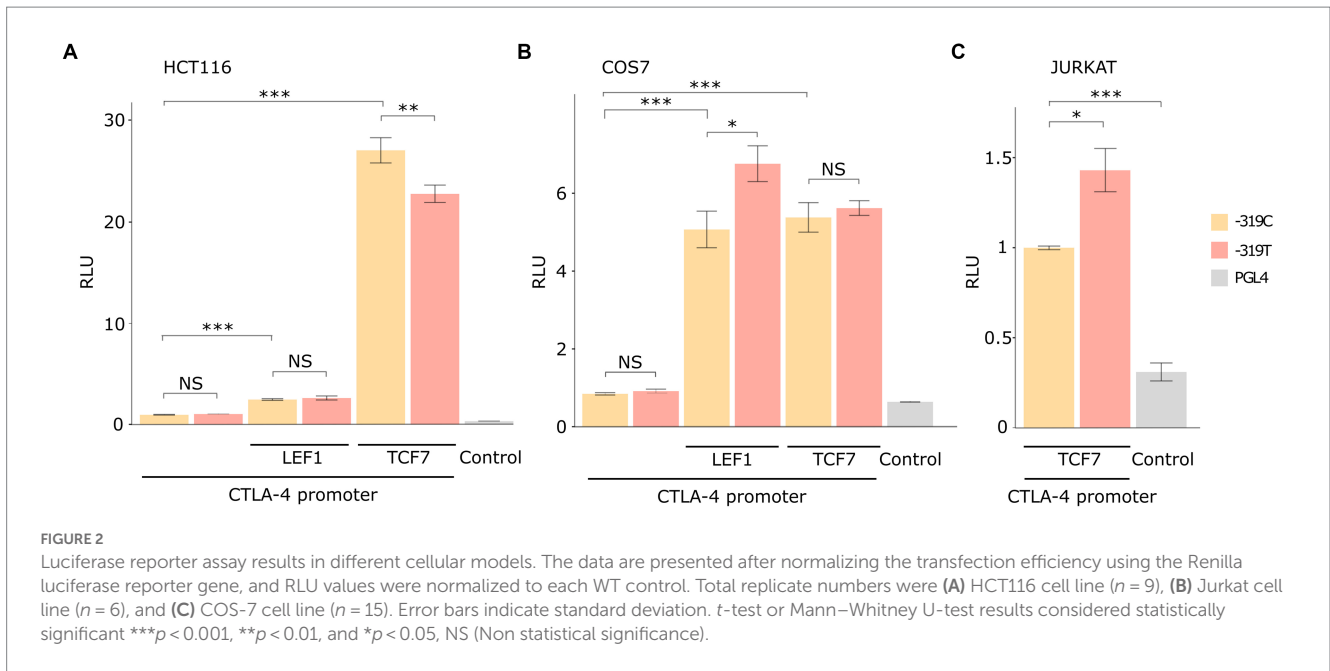 A
HCT116
***
**
30
20
RLU
10
***
NS
NS
0
LEF1
TCF7
Control
CTLA-4 promoter
B
COS7
***
***
*
NS
6
RLU
4
2
NS
0
LEF1
TCF7
Control
CTLA-4 promoter
C
JURKAT
***
*
1.5
RLU
1
0.5
0
TCF7
Control
CTLA-4 promoter
-319C
-319T
PGL4
FIGURE 2
Luciferase reporter assay results in different cellular models. The data are presented after normalizing the transfection efficiency using the Renilla
luciferase reporter gene, and RLU values were normalized to each WT control. Total replicate numbers were (A) HCT116 cell line (n = 9), (B) Jurkat cell
line (n = 6), and (C) COS-7 cell line (n = 15). Error bars indicate standard deviation. t-test or Mann–Whitney U-test results considered statistically
significant ***p < 0.001, **p < 0.01, and *p < 0.05, NS (Non statistical significance).